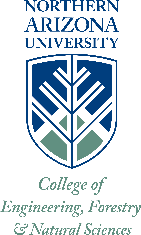 NORTHERN
ARIZONA
UNIVERSITY
College of
Engineering, Forestry
& Natural Sciences